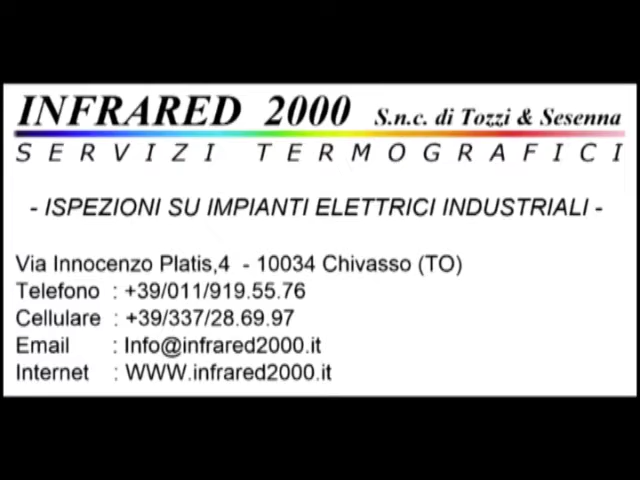 INFRARED 2000 S.n.c. di Tozzi & Sesenna
SERVIZI TERMOGRAFICI
- ISPEZIONI SU IMPIANTI ELETTRICI INDUSTRIALI -
Via Innocenzo Platis,4 - 10034 Chivasso (TO)
Telefono : +39/011/919.55.76
Cellulare : +39/337/28.69.97
Email : Info@infrared2000.it
Internet : WWW.infrared2000.it